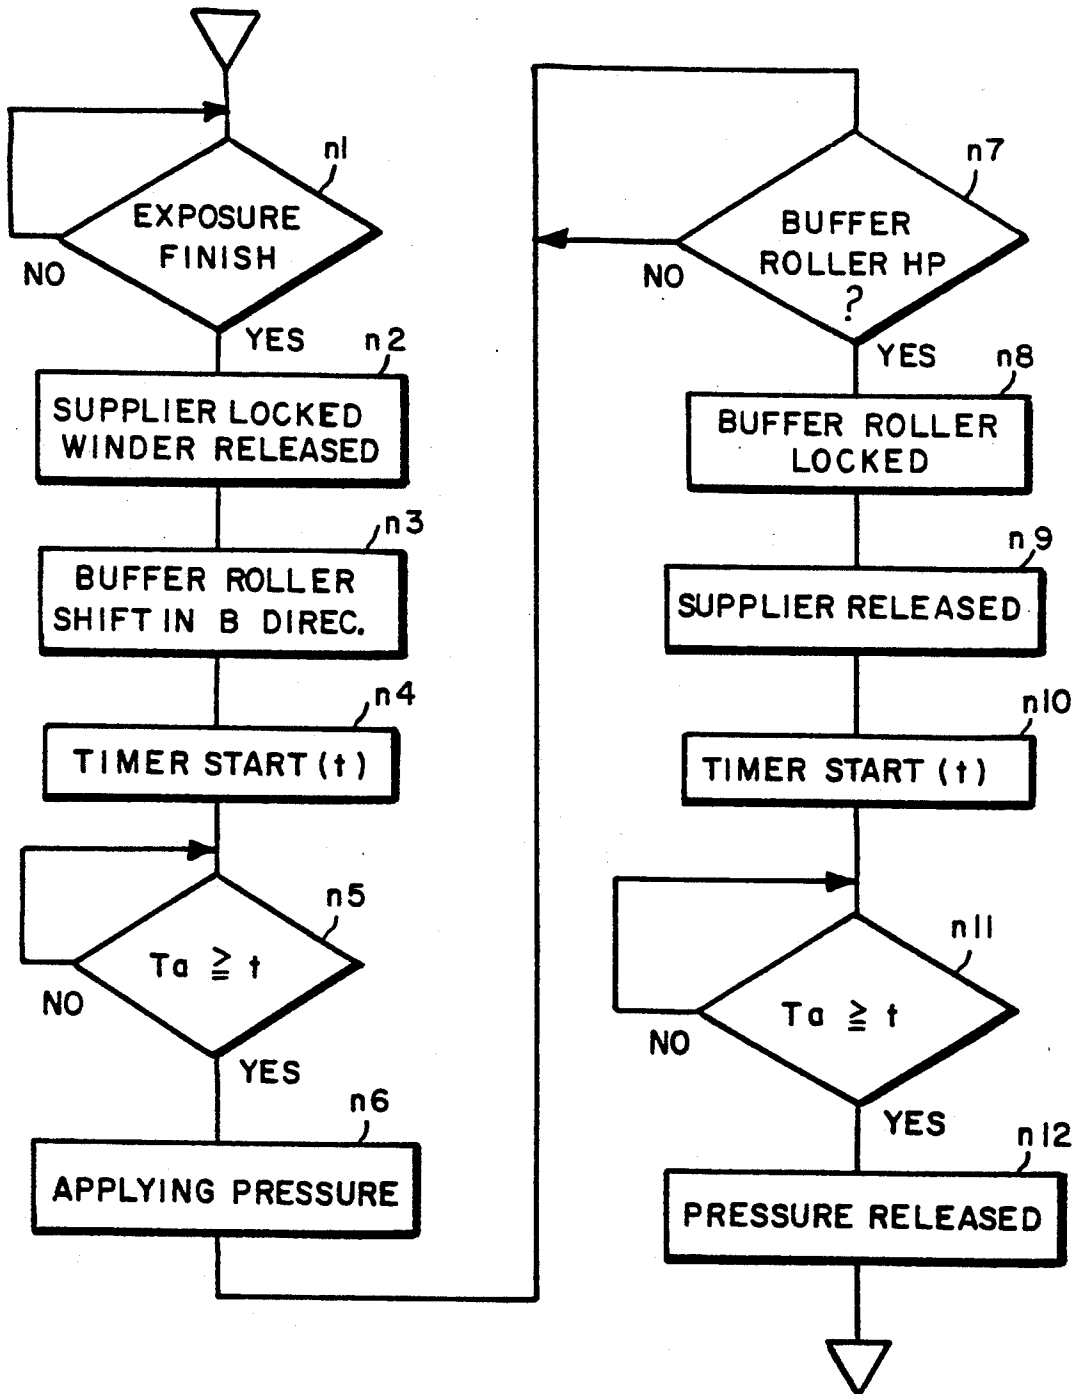 n1
EXPOSURE
FINISH
NO
YES
n2
SUPPLIER LOCKED
WINDER RELEASED
n3
BUFFER ROLLER
SHIFT IN B DIREC.
n4
TIMER START (t)
n5
Ta ≧ t
NO
YES
n6
APPLYING PRESSURE
n7
BUFFER
ROLLER HP
?
NO
YES
n8
BUFFER ROLLER
LOCKED
n9
SUPPLIER RELEASED
n10
TIMER START (t)
n11
Ta ≧ t
NO
YES
n12
PRESSURE RELEASED